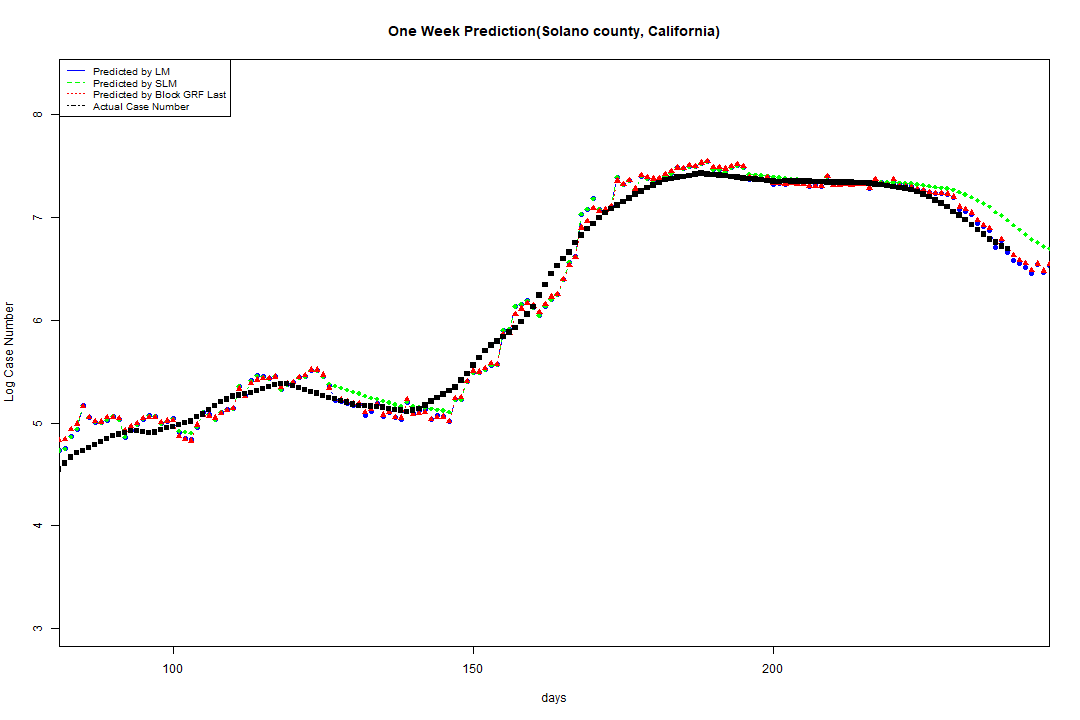 One Week Prediction(Solano county, California)
Predicted by LM
Predicted by SLM
Predicted by Block GRF Last
Actual Case Number
8
7
6
5
4
3
Log Case Number
100 150 200
days